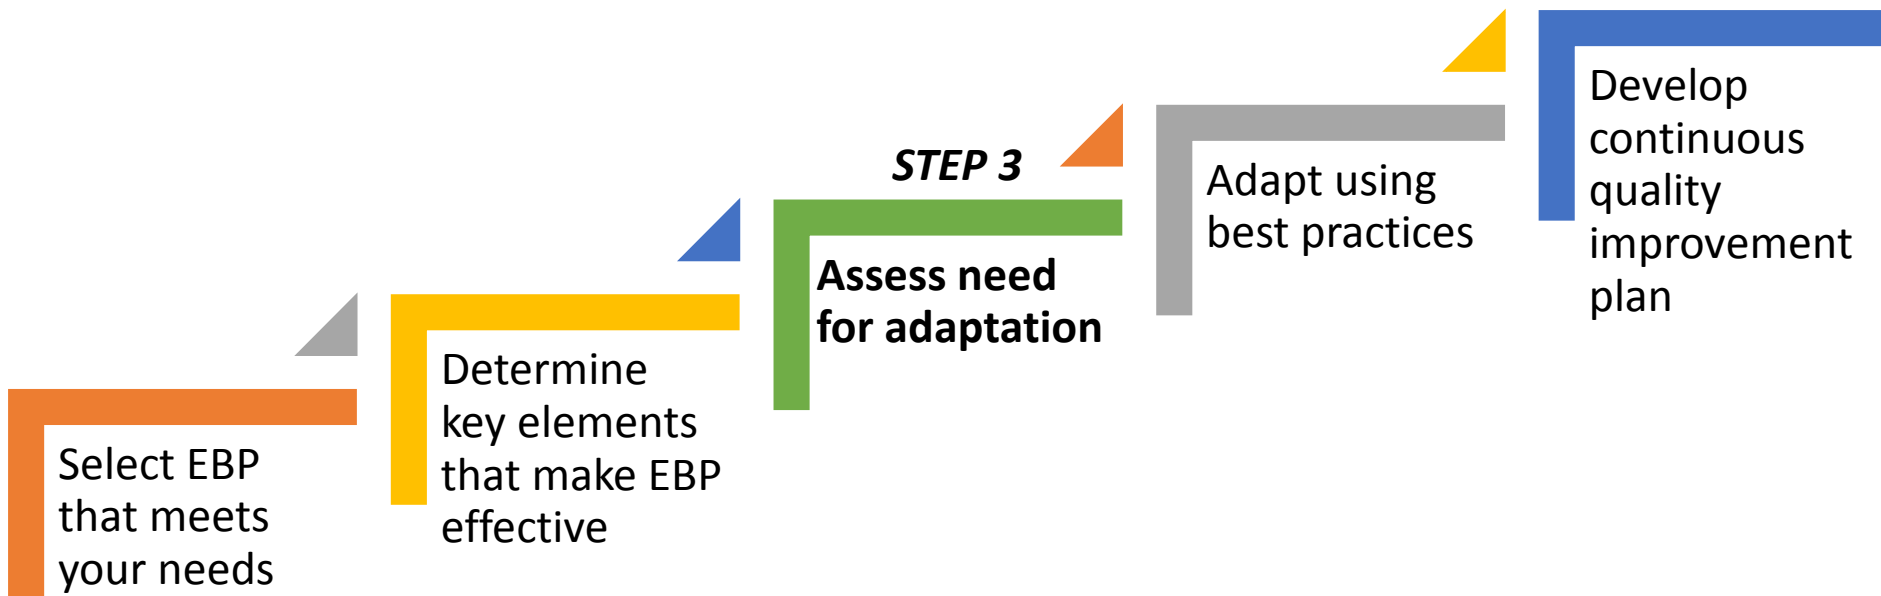 Select EBP
that meets
your needs
Determine
key elements
that make EBP
effective
STEP 3
Assess need
for adaptation
Adapt using
best practices
Develop
continuous
quality
improvement
plan